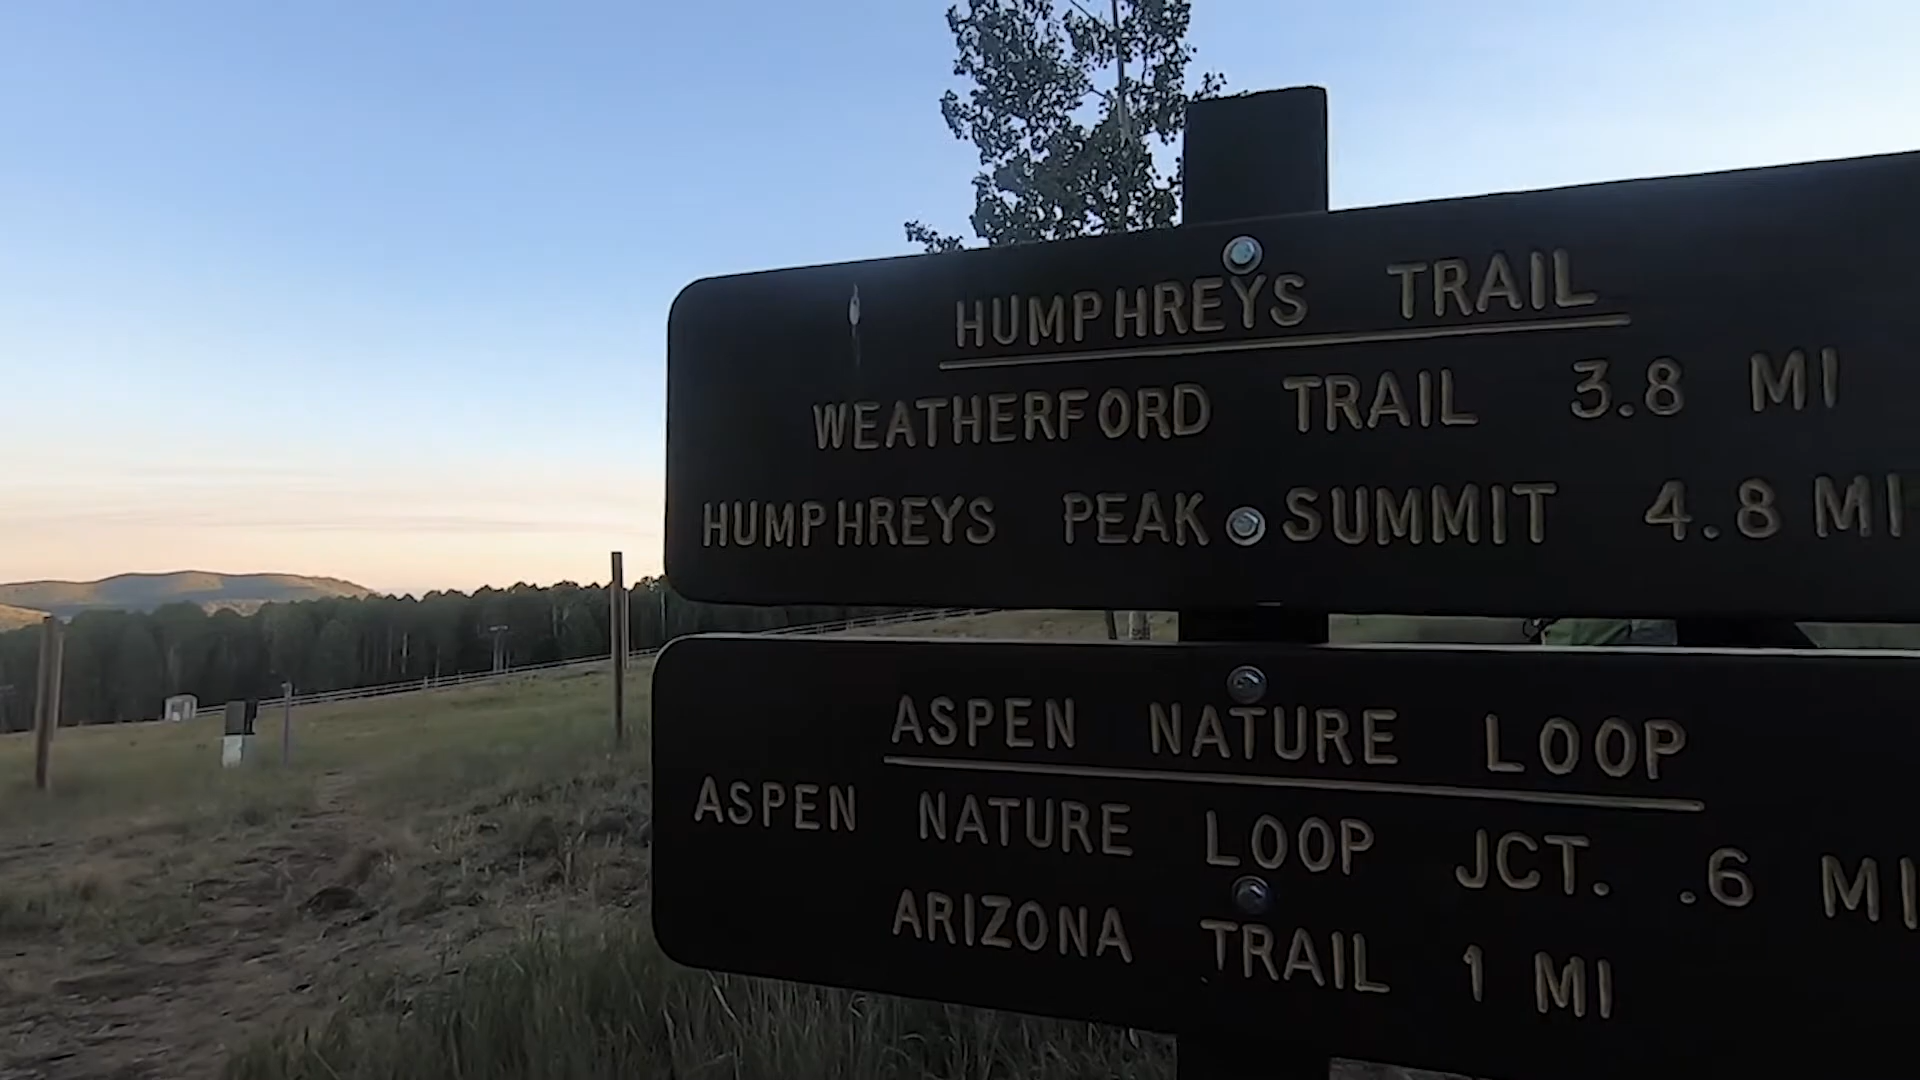 HUMPHREYS TRAIL
WEATHERFORD TRAIL 3.8 MI
HUMPHREYS PEAK SUMMIT 4.8 MI
ASPEN NATURE LOOP
ASPEN NATURE LOOP JCT. .6 MI
ARIZONA TRAIL 1 MI